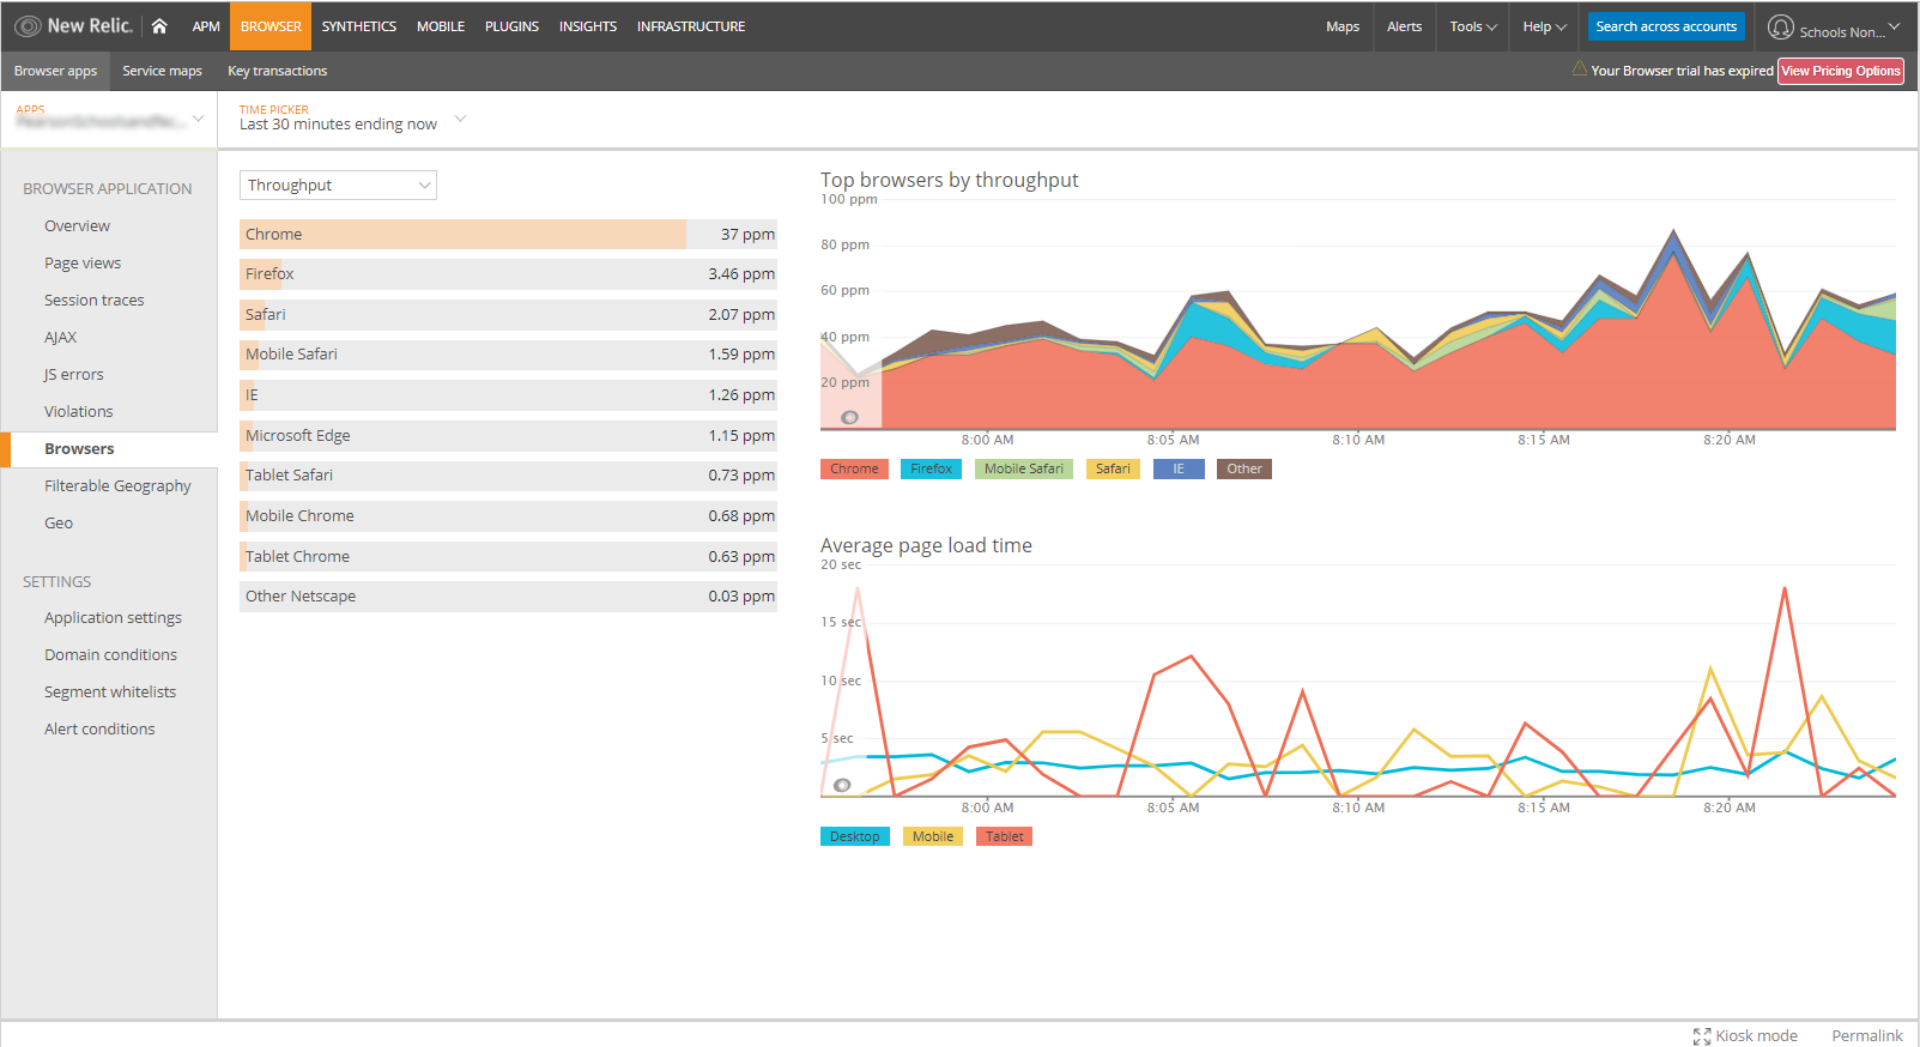 New Relic.
APM
BROWSER
SYNTHETICS
MOBILE
PLUGINS
INSIGHTS
INFRASTRUCTURE
Maps
Alerts
Tools
Help
Search across accounts
Schools Non...
Browser apps
Service maps
Key transactions
Your Browser trial has expired
View Pricing Options
APPS
TIME PICKER
Last 30 minutes ending now
BROWSER APPLICATION
Overview
Page views
Session traces
AJAX
JS errors
Violations
Browsers
Filterable Geography
Geo
SETTINGS
Application settings
Domain conditions
Segment whitelists
Alert conditions
Throughput
Chrome 37 ppm
Firefox 3.46 ppm
Safari 2.07 ppm
Mobile Safari 1.59 ppm
IE 1.26 ppm
Microsoft Edge 1.15 ppm
Tablet Safari 0.73 ppm
Mobile Chrome 0.68 ppm
Tablet Chrome 0.63 ppm
Other Netscape 0.03 ppm
Top browsers by throughput
100 ppm
80 ppm
60 ppm
40 ppm
20 ppm
8:00 AM 8:05 AM 8:10 AM 8:15 AM 8:20 AM
Chrome Firefox Mobile Safari Safari IE Other
Average page load time
20 sec
15 sec
10 sec
5 sec
8:00 AM 8:05 AM 8:10 AM 8:15 AM 8:20 AM
Desktop Mobile Tablet
Kiosk mode
Permalink